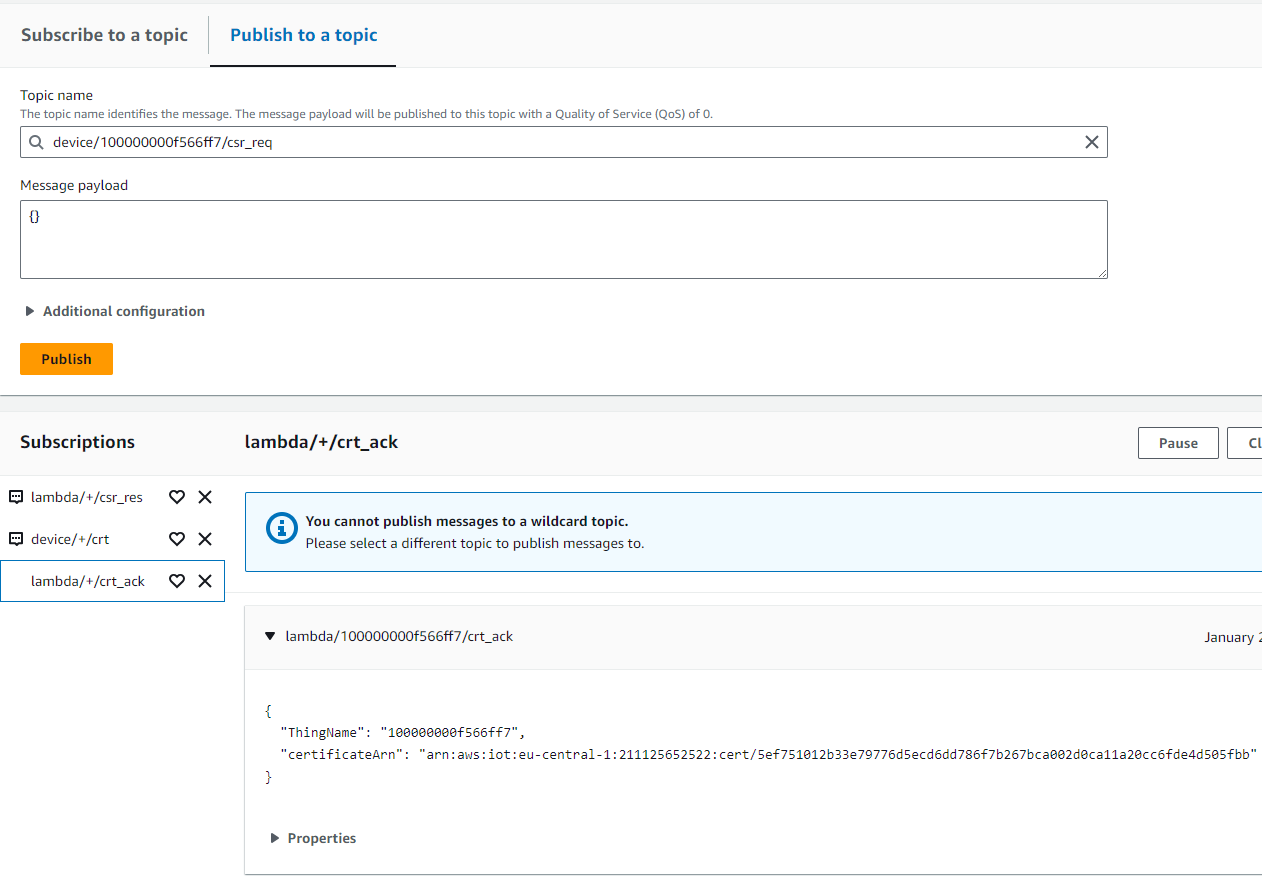 Subscribe to a topic
Publish to a topic
Topic name
The topic name identifies the message. The message payload will be published to this topic with a Quality of Service (QoS) of 0.
device/100000000f566ff7/csr_req
Message payload
{}
Additional configuration
Publish
Subscriptions
lambda/+/csr_res
device/+/crt
lambda/+/crt_ack
lambda/+/crt_ack
Pause
Cl
You cannot publish messages to a wildcard topic.
Please select a different topic to publish messages to.
lambda/100000000f566ff7/crt_ack
January 2
{
"ThingName": "100000000f566ff7",
"certificateArn": "arn:aws:iot:eu-central-1:211125652522:cert/5ef751012b33e79776d5ecd6dd786f7b267bca002d0ca11a20cc6fde4d505fbb"
}
Properties